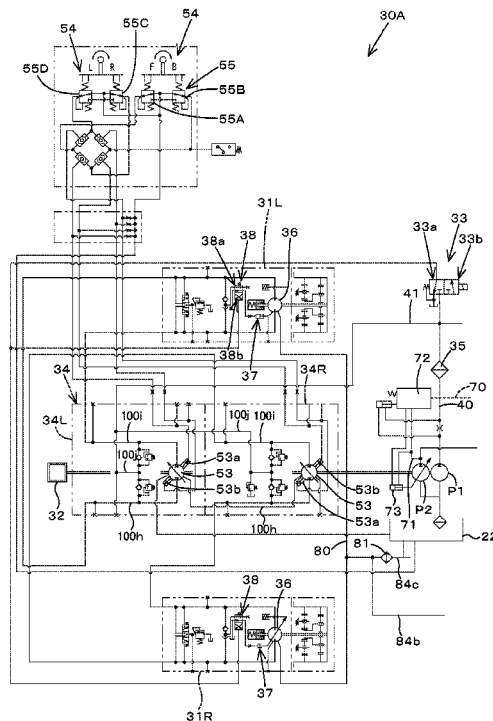 30A
54
55C
54
55D
L R
F B
55
55B
55A
31L
38a
38
36
33
33a
33b
38b
37
41
35
72
70
40
34
34R
34L
100i
100j
100i
53a
53b
32
53
53b
53
53a
73
71
P2
P1
22
100h
100h
80
81
84c
38
36
84b
37
31R